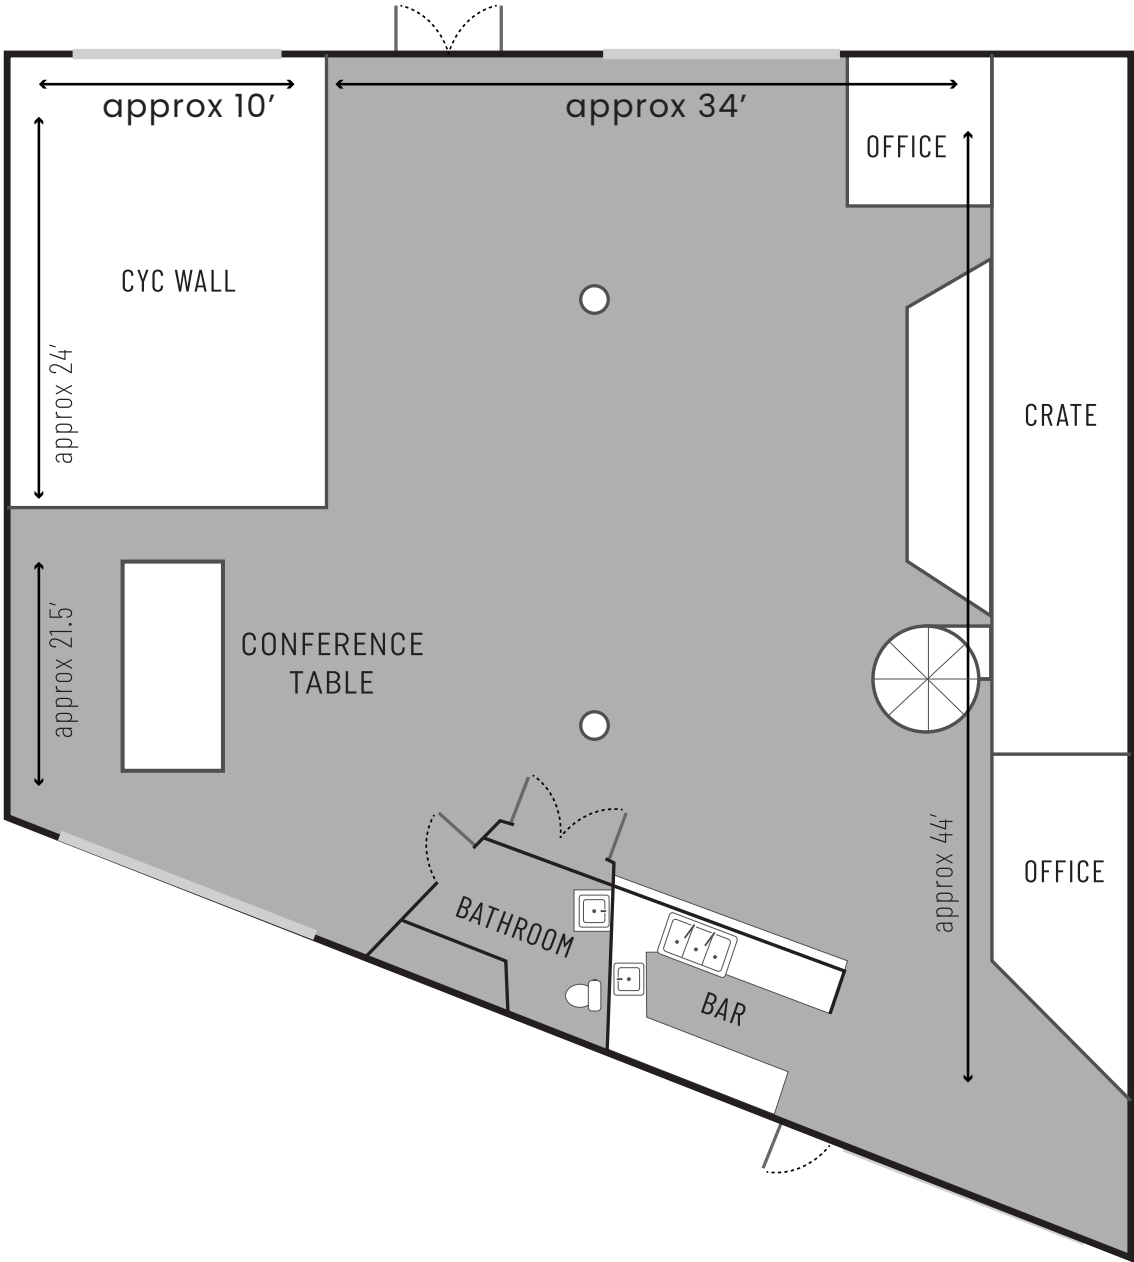 approx 10’
approx 34’
OFFICE
CYC WALL
approx 24’
CRATE
approx 21.5’
CONFERENCE
TABLE
approx 44’
OFFICE
BATHROOM
BAR